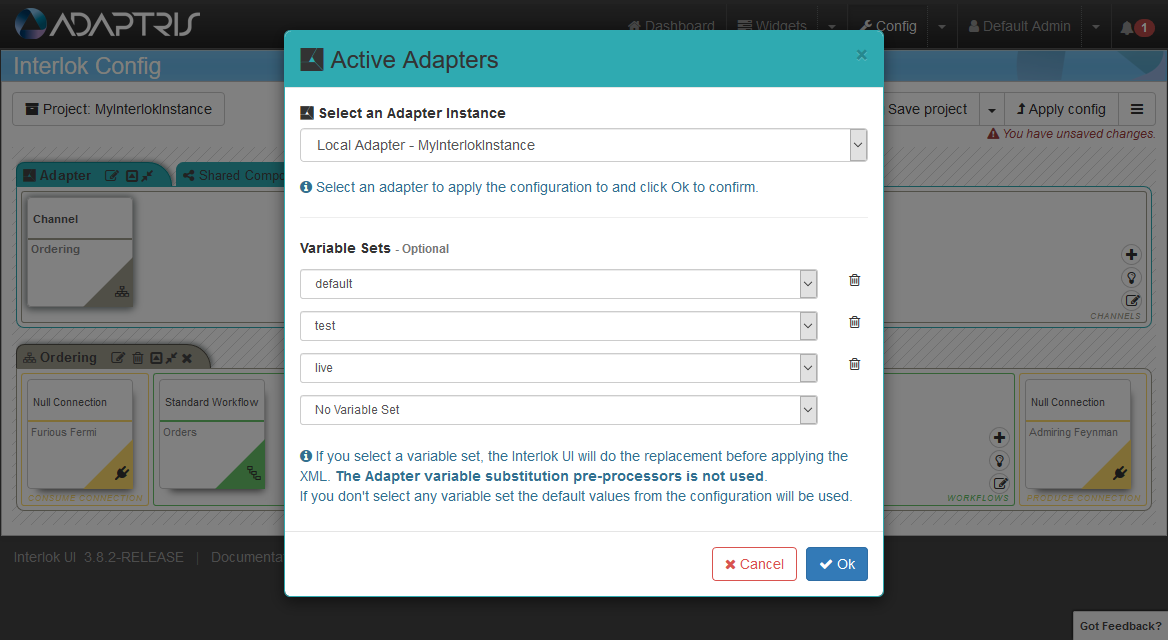 ADAPTRIS
Dashboard
Widgets
Config
Default Admin
1
Interlok Config
Active Adapters
×
Project: MyInterlokInstance
Save project
Apply config
You have unsaved changes.
Select an Adapter Instance
Local Adapter - MyInterlokInstance
Select an adapter to apply the configuration to and click Ok to confirm.
Adapter
Shared Compo
Channel
Ordering
CHANNELS
Variable Sets - Optional
default
test
live
No Variable Set
Ordering
Null Connection
Furious Fermi
CONSUME CONNECTION
Standard Workflow
Orders
WORKFLOWS
Null Connection
Admiring Feynman
PRODUCE CONNECTION
If you select a variable set, the Interlok UI will do the replacement before applying the
XML. The Adapter variable substitution pre-processors is not used.
If you don't select any variable set the default values from the configuration will be used.
Cancel
Ok
Interlok UI 3.8.2-RELEASE | Documenta
Got Feedback?